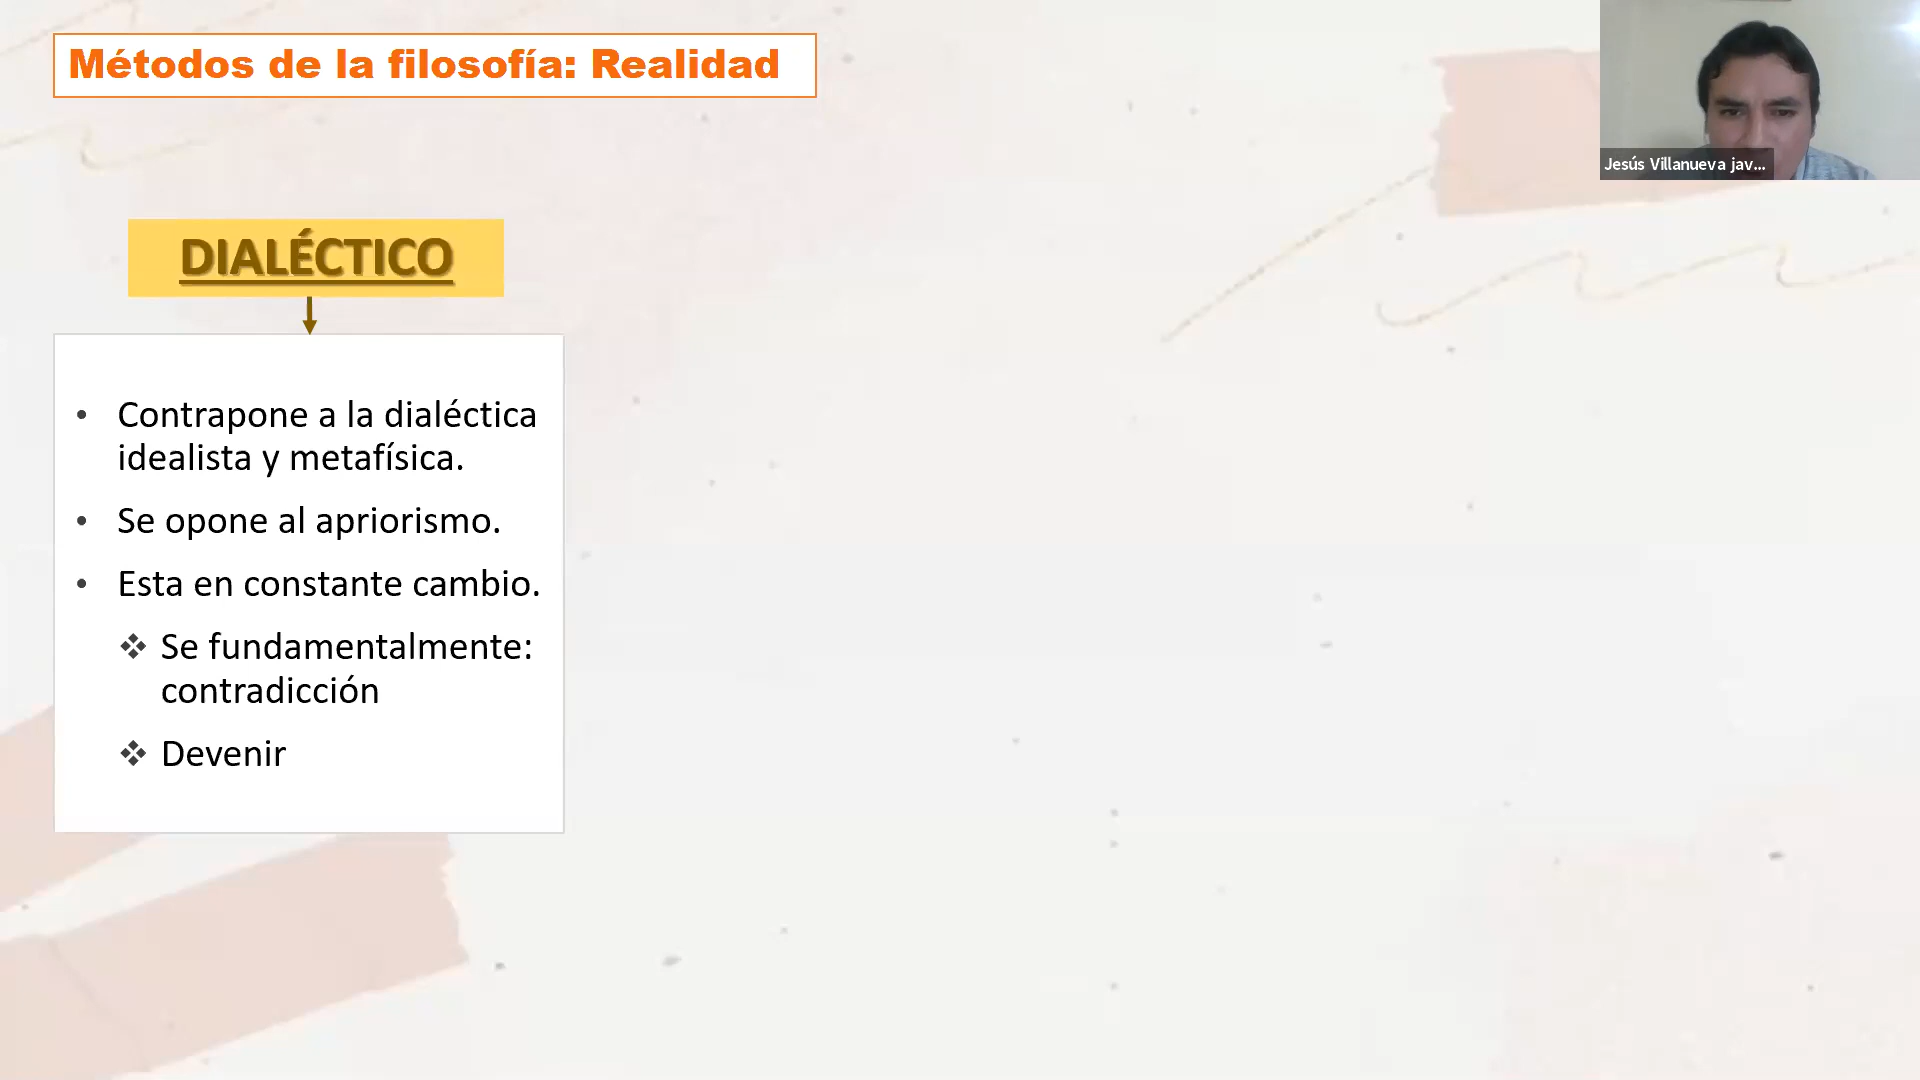 Métodos de la filosofía: Realidad
Jesús Villanueva jav...
DIALÉCTICO
• Contrapone a la dialéctica
idealista y metafísica.
• Se opone al apriorismo.
• Esta en constante cambio.
❖ Se fundamentalmente:
contradicción
❖ Devenir